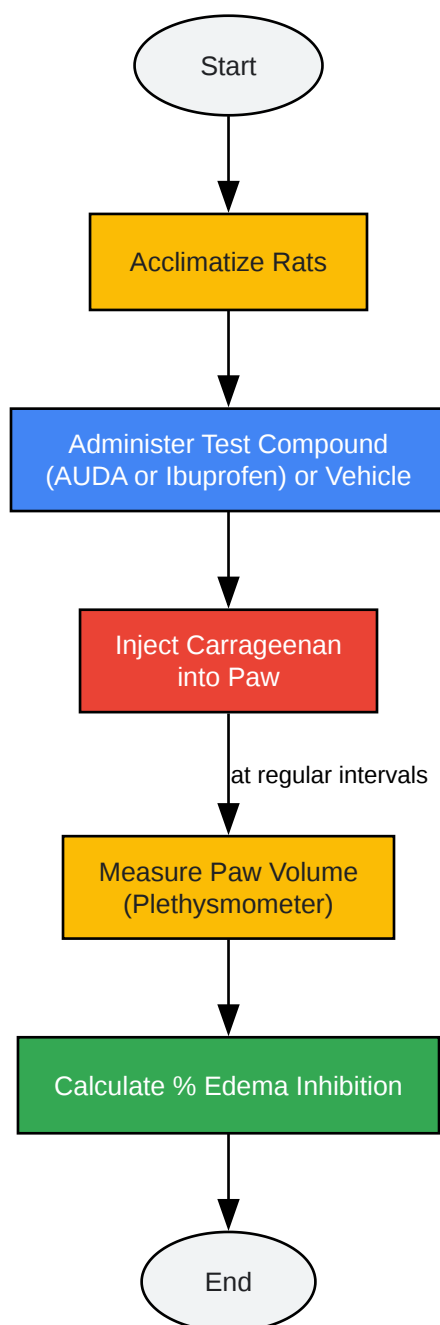 Start
Acclimatize Rats
Administer Test Compound
(AUDA or Ibuprofen) or Vehicle
Inject Carrageenan
into Paw
at regular intervals
Measure Paw Volume
(Plethysmometer)
Calculate % Edema Inhibition
End